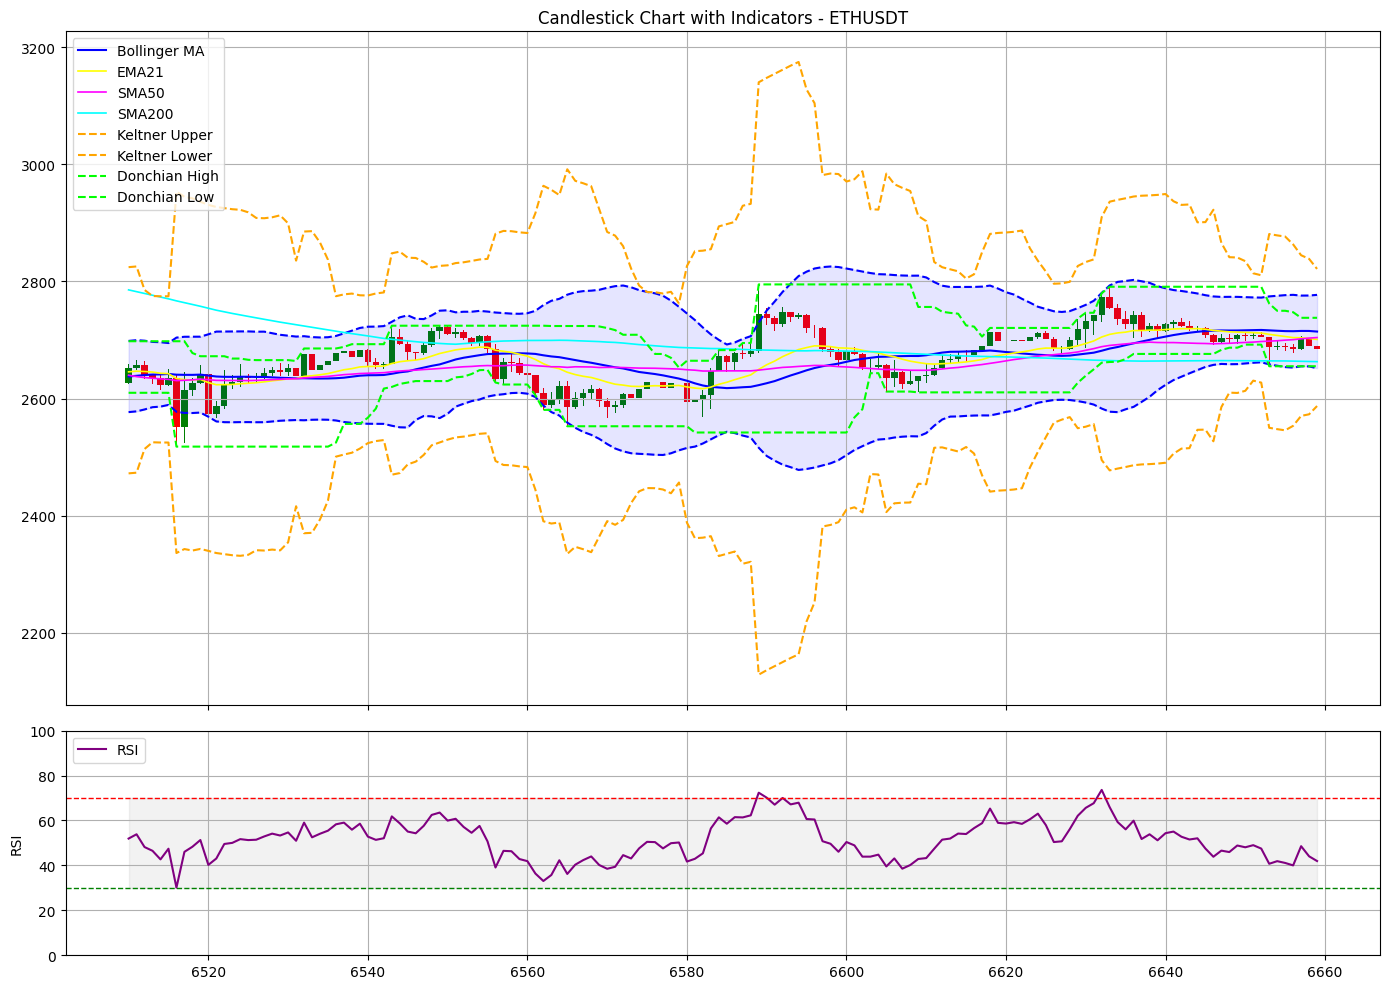 Candlestick Chart with Indicators - ETHUSDT
Bollinger MA
EMA21
SMA50
SMA200
Keltner Upper
Keltner Lower
Donchian High
Donchian Low
3200
3000
2800
2600
2400
2200
RSI
100
80
60
40
20
0
RSI
6520
6540
6560
6580
6600
6620
6640
6660